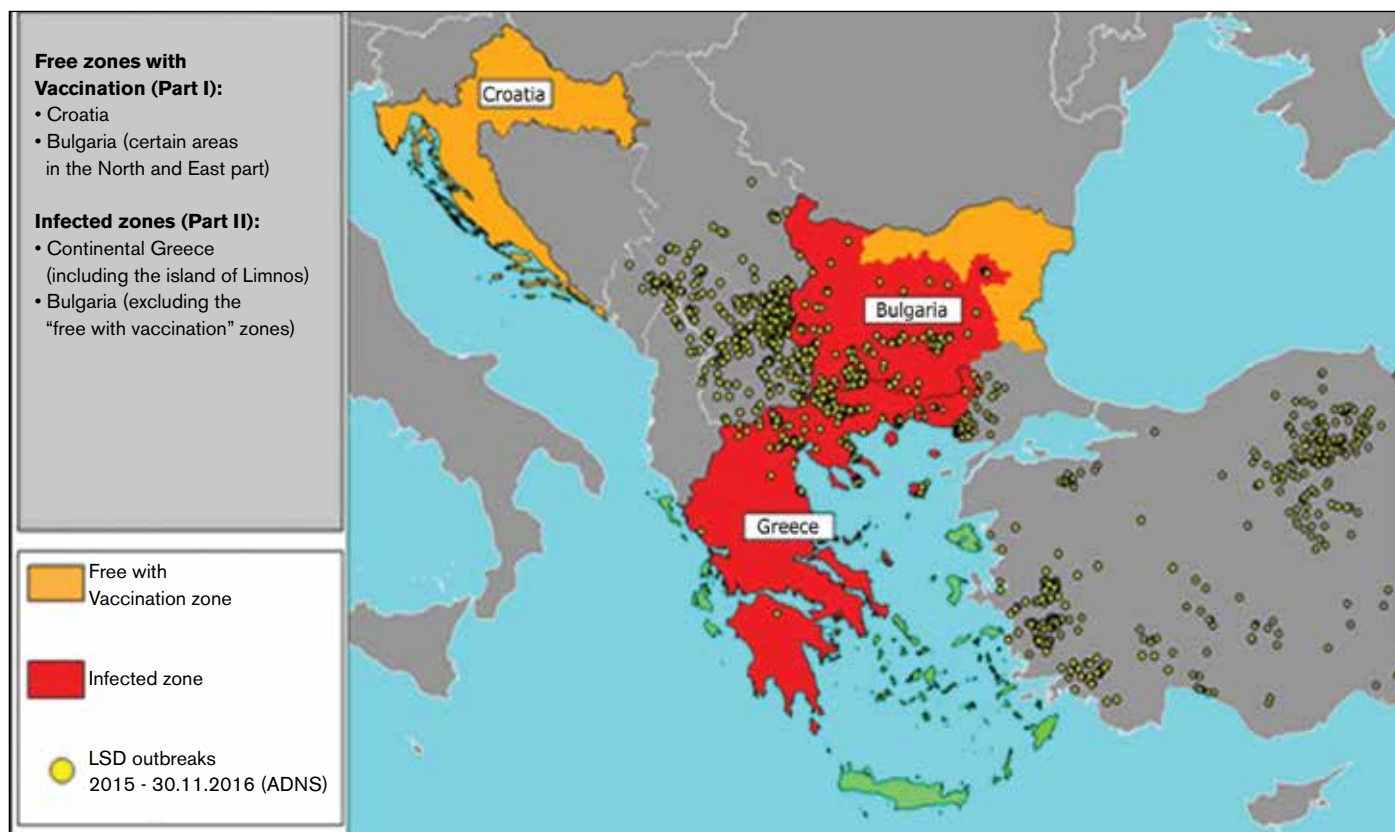 Free zones with
Vaccination (Part I):
• Croatia
• Bulgaria (certain areas
in the North and East part)
Infected zones (Part II):
• Continental Greece
(including the island of Limnos)
• Bulgaria (excluding the
“free with vaccination” zones)
Free with
Vaccination zone
Infected zone
LSD outbreaks
2015 - 30.11.2016 (ADNS)
Croatia
Bulgaria
Greece